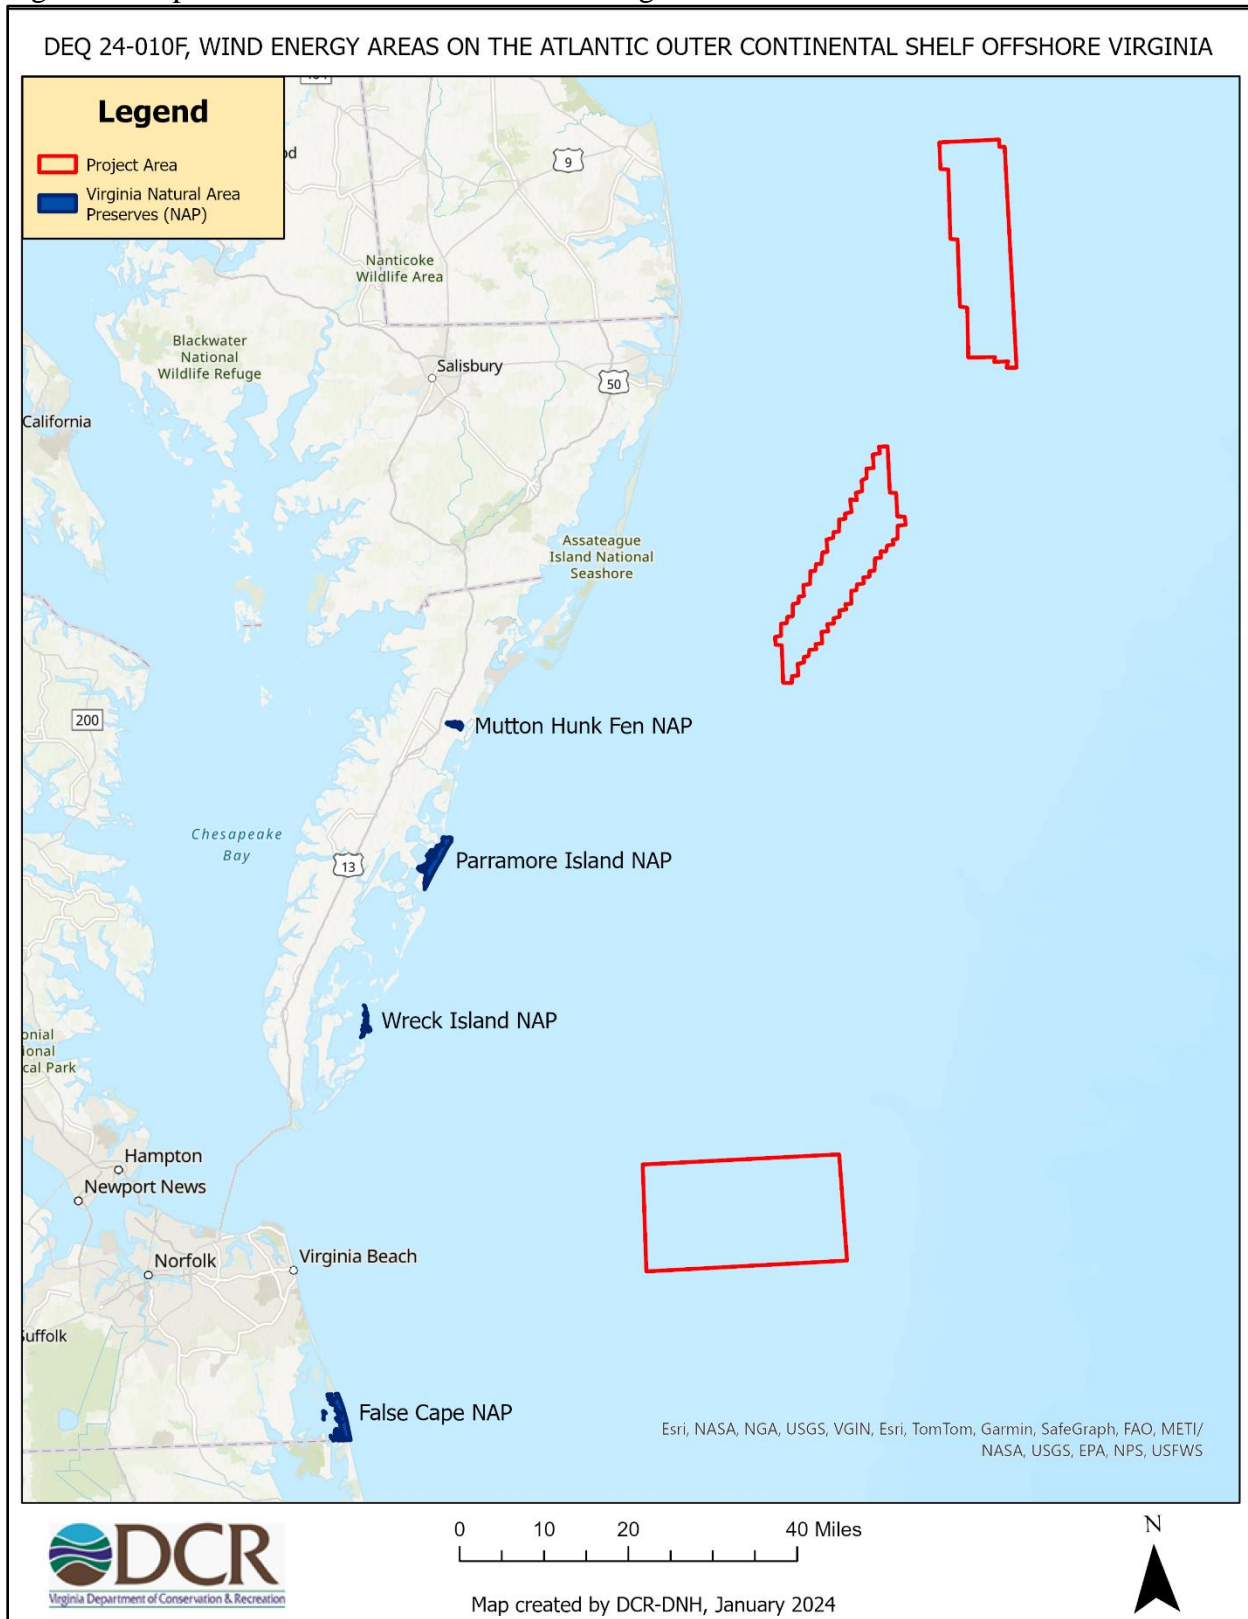 DEQ 24-010F, WIND ENERGY AREAS ON THE ATLANTIC OUTER CONTINENTAL SHELF OFFSHORE VIRGINIA
Legend
Project Area
Virginia Natural Area
Preserves (NAP)
9
Nanticoke
Wildlife Area
Blackwater
National
Wildlife Refuge
Salisbury
50
California
Assateague
Island National
Seashore
200
Mutton Hunk Fen NAP
Chesapeake
Bay
13
Parramore Island NAP
Wreck Island NAP
onial
ional
cal Park
Hampton
Newport News
Norfolk
Virginia Beach
uffolk
False Cape NAP
Esri, NASA, NGA, USGS, VGIN, Esri, TomTom, Garmin, SafeGraph, FAO, METI/
NASA, USGS, EPA, NPS, USFWS
DCR
Virginia Department of Conservation & Recreation
0 10 20 40 Miles
N
Map created by DCR-DNH, January 2024